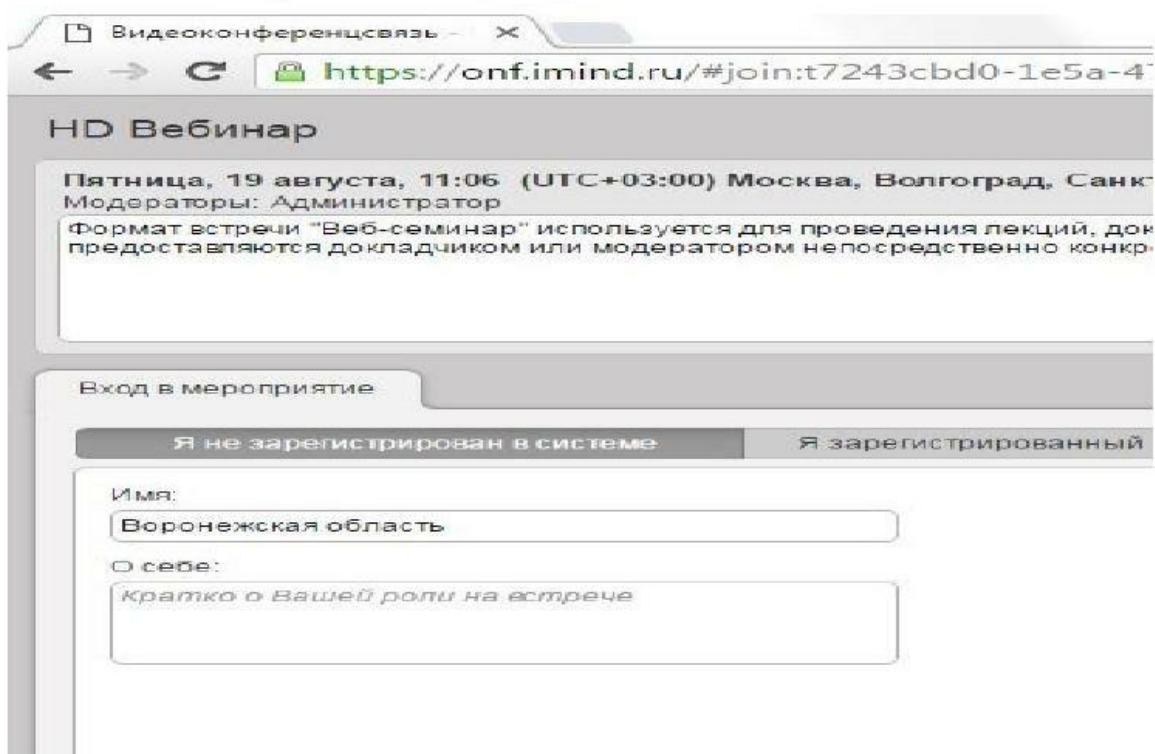 Видеоконференцсвязь -
https://onf.imind.ru/#join:t7243cbd0-1e5a-4
HD Вебинар
Пятница, 19 августа, 11:06 (UTC+03:00) Москва, Волгоград, Санк
Модераторы: Администратор
Формат встречи "Веб-семинар" используется для проведения лекций, док
предоставляются докладчиком или модератором непосредственно конкр
Вход в мероприятие
Я не зарегистрирован в системе
Я зарегистрированный
Имя:
Воронежская область
О себе:
Кратко о Вашей роли на встрече